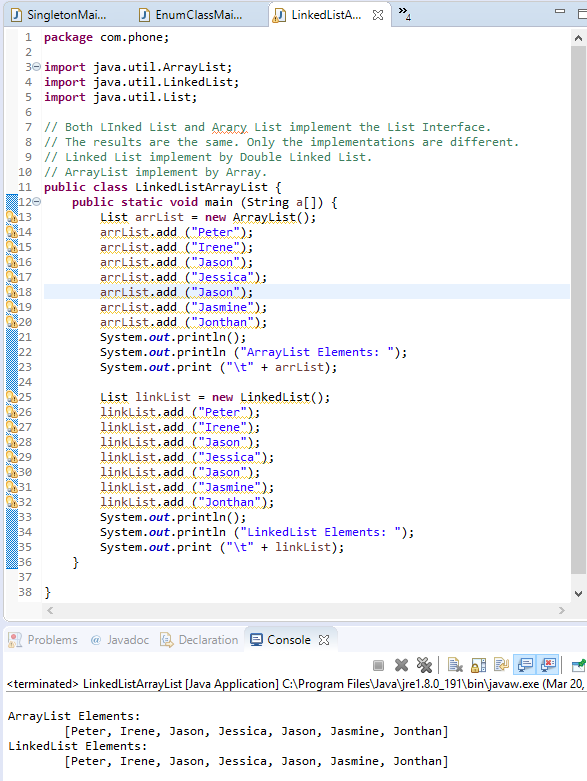 SingletonMai... EnumClassMai... LinkedListA... »4
1 package com.phone;
2
3 import java.util.ArrayList;
4 import java.util.LinkedList;
5 import java.util.List;
6
7 // Both LInked List and Arary List implement the List Interface.
8 // The results are the same. Only the implementations are different.
9 // Linked List implement by Double Linked List.
10 // ArrayList implement by Array.
11 public class LinkedListArrayList {
12     public static void main (String a[]) {
13         List arrList = new ArrayList();
14         arrList.add ("Peter");
15         arrList.add ("Irene");
16         arrList.add ("Jason");
17         arrList.add ("Jessica");
18         arrList.add ("Jason");
19         arrList.add ("Jasmine");
20         arrList.add ("Jonthan");
21         System.out.println();
22         System.out.println ("ArrayList Elements: ");
23         System.out.print ("\t" + arrList);
24
25         List linkList = new LinkedList();
26         linkList.add ("Peter");
27         linkList.add ("Irene");
28         linkList.add ("Jason");
29         linkList.add ("Jessica");
30         linkList.add ("Jason");
31         linkList.add ("Jasmine");
32         linkList.add ("Jonthan");
33         System.out.println();
34         System.out.println ("LinkedList Elements: ");
35         System.out.print ("\t" + linkList);
36     }
37
38 }
Problems @ Javadoc Declaration Console
<terminated> LinkedListArrayList [Java Application] C:\Program Files\Java\jre1.8.0_191\bin\javaw.exe (Mar 20,
ArrayList Elements:
        [Peter, Irene, Jason, Jessica, Jason, Jasmine, Jonthan]
LinkedList Elements:
        [Peter, Irene, Jason, Jessica, Jason, Jasmine, Jonthan]